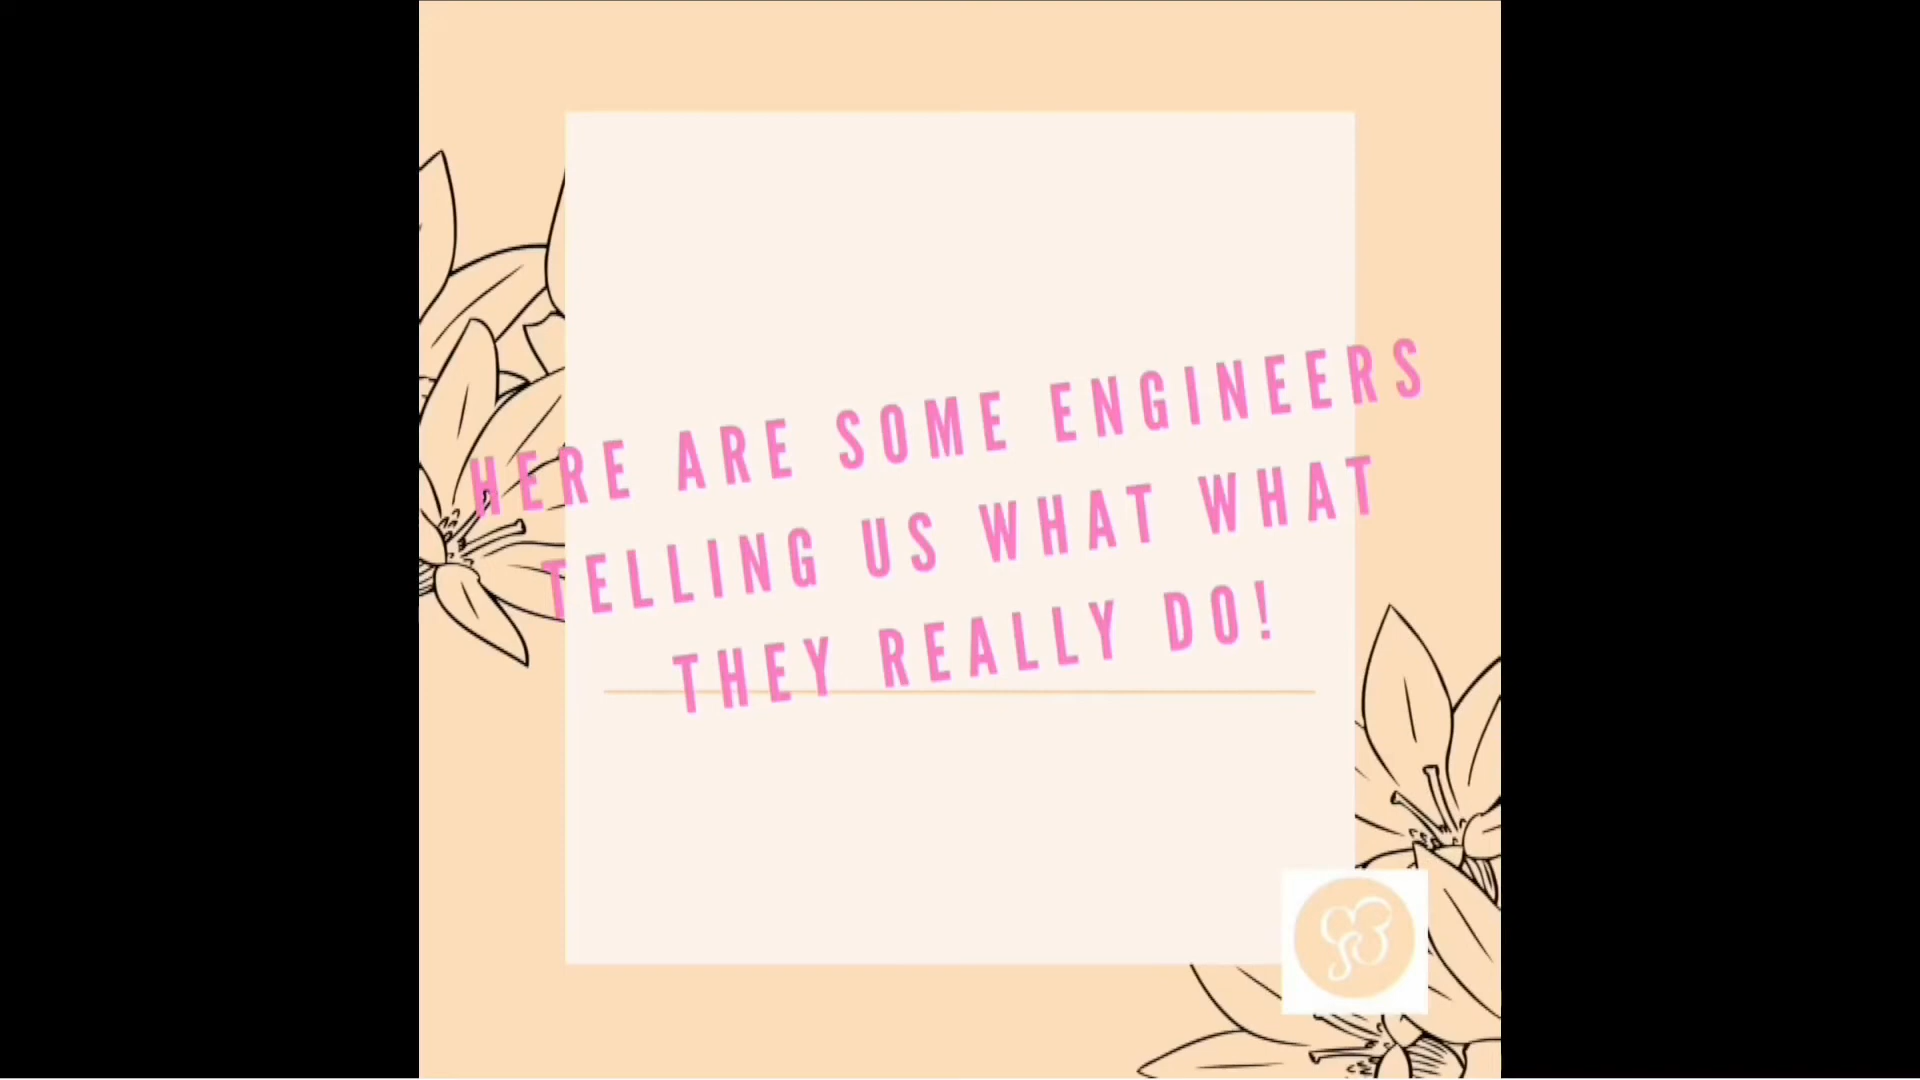 HERE ARE SOME ENGINEERS
TELLING US WHAT WHAT
THEY REALLY DO!